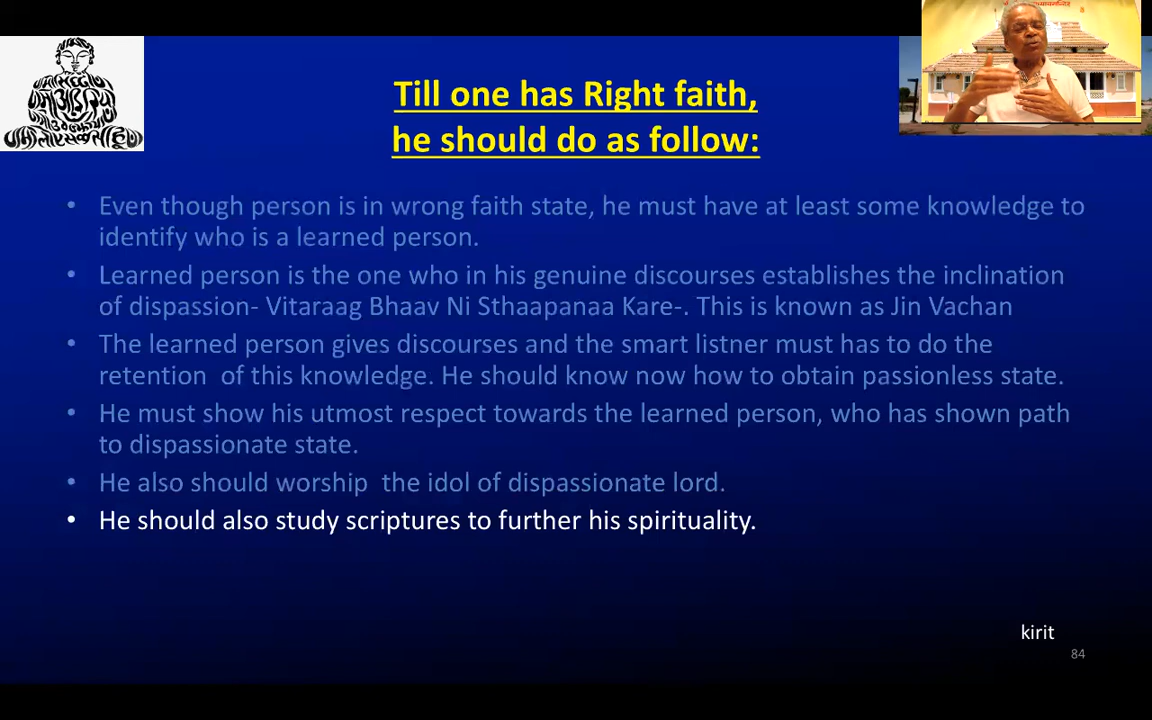 Till one has Right faith,
he should do as follow:
• Even though person is in wrong faith state, he must have at least some knowledge to
identify who is a learned person.
• Learned person is the one who in his genuine discourses establishes the inclination
of dispassion- Vitaraag Bhaav Ni Sthaapanaa Kare-. This is known as Jin Vachan
• The learned person gives discourses and the smart listner must has to do the
retention  of this knowledge. He should know now how to obtain passionless state.
• He must show his utmost respect towards the learned person, who has shown path
to dispassionate state.
• He also should worship  the idol of dispassionate lord.
• He should also study scriptures to further his spirituality.
kirit
84